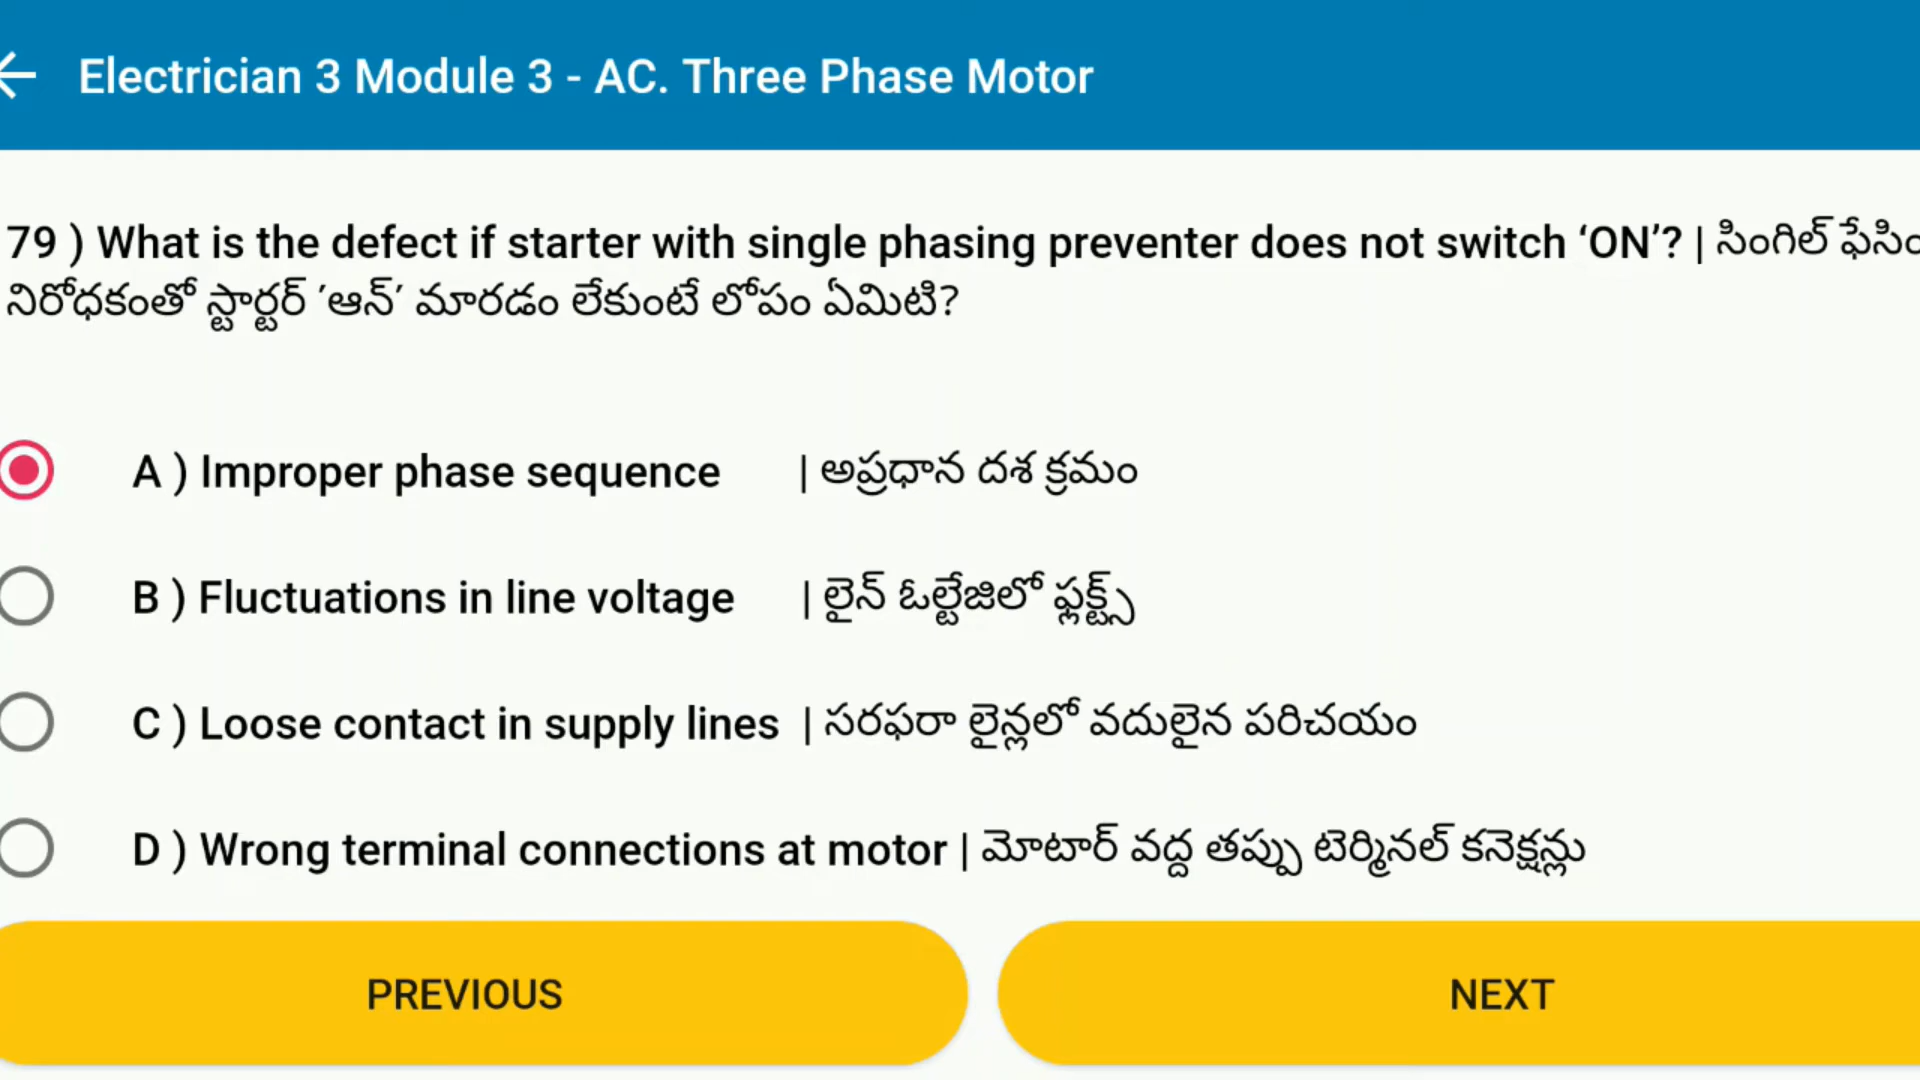 Electrician 3 Module 3 - AC. Three Phase Motor
79 ) What is the defect if starter with single phasing preventer does not switch ‘ON’? | సింగిల్
నిరోధకంతో స్టార్టర్ ’ఆన్’ మారడం లేకుంటే లోపం ఏమిటి?
A ) Improper phase sequence | అప్రధాన దశ క్రమం
B ) Fluctuations in line voltage | లైన్ ఓల్టేజిలో ఫ్లక్ట్స్
C ) Loose contact in supply lines | సరఫరా లైన్లలో వదులైన పరిచయం
D ) Wrong terminal connections at motor | మోటార్ వద్ద తప్పు టెర్మినల్ కనెక్షన్లు
PREVIOUS
NEXT